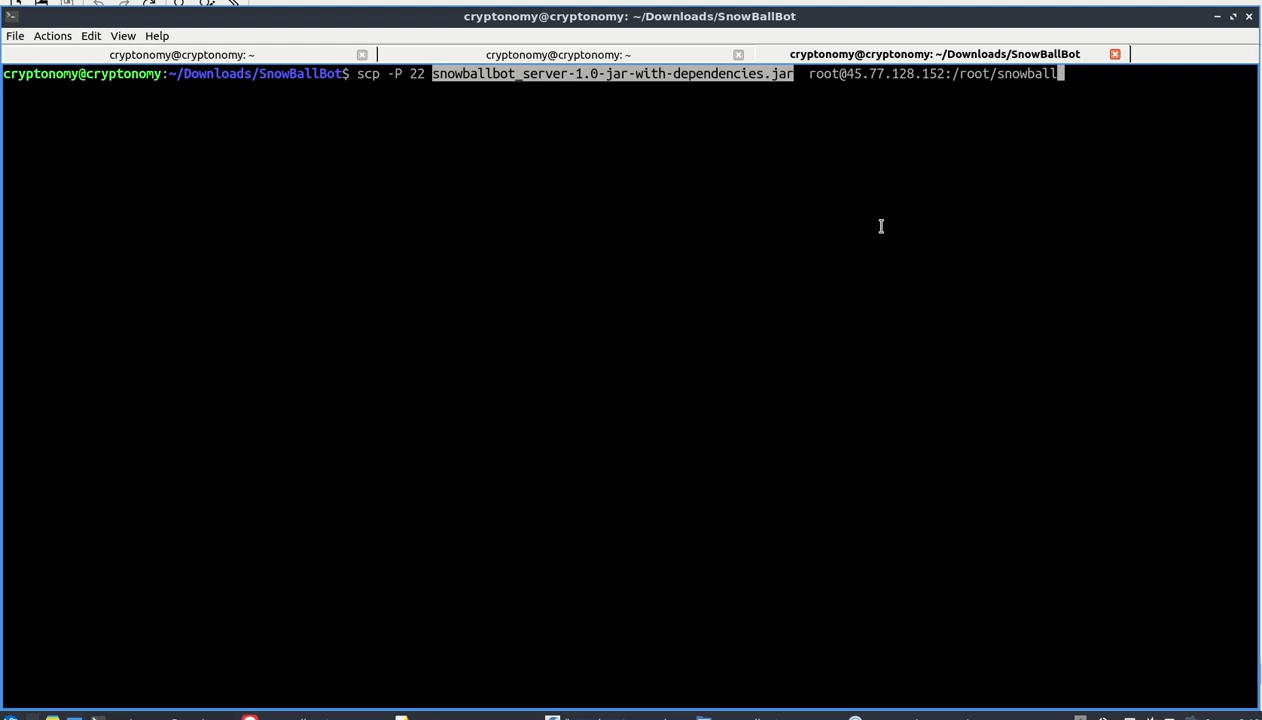 cryptonomy@cryptonomy: ~/Downloads/SnowBallBot
File Actions Edit View Help
cryptonomy@cryptonomy: ~ cryptonomy@cryptonomy: ~ cryptonomy@cryptonomy: ~/Downloads/SnowBallBot
cryptonomy@cryptonomy:~/Downloads/SnowBallBot$ scp -P 22 snowballbot_server-1.0-jar-with-dependencies.jar  root@45.77.128.152:/root/snowball